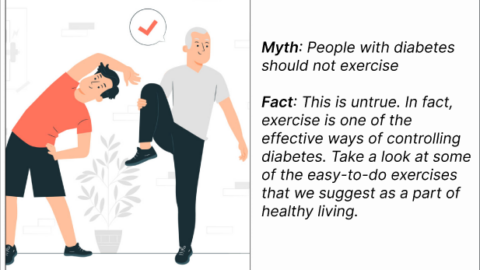 Myth: People with diabetes
should not exercise
Fact: This is untrue. In fact,
exercise is one of the
effective ways of controlling
diabetes. Take a look at some
of the easy-to-do exercises
that we suggest as a part of
healthy living.